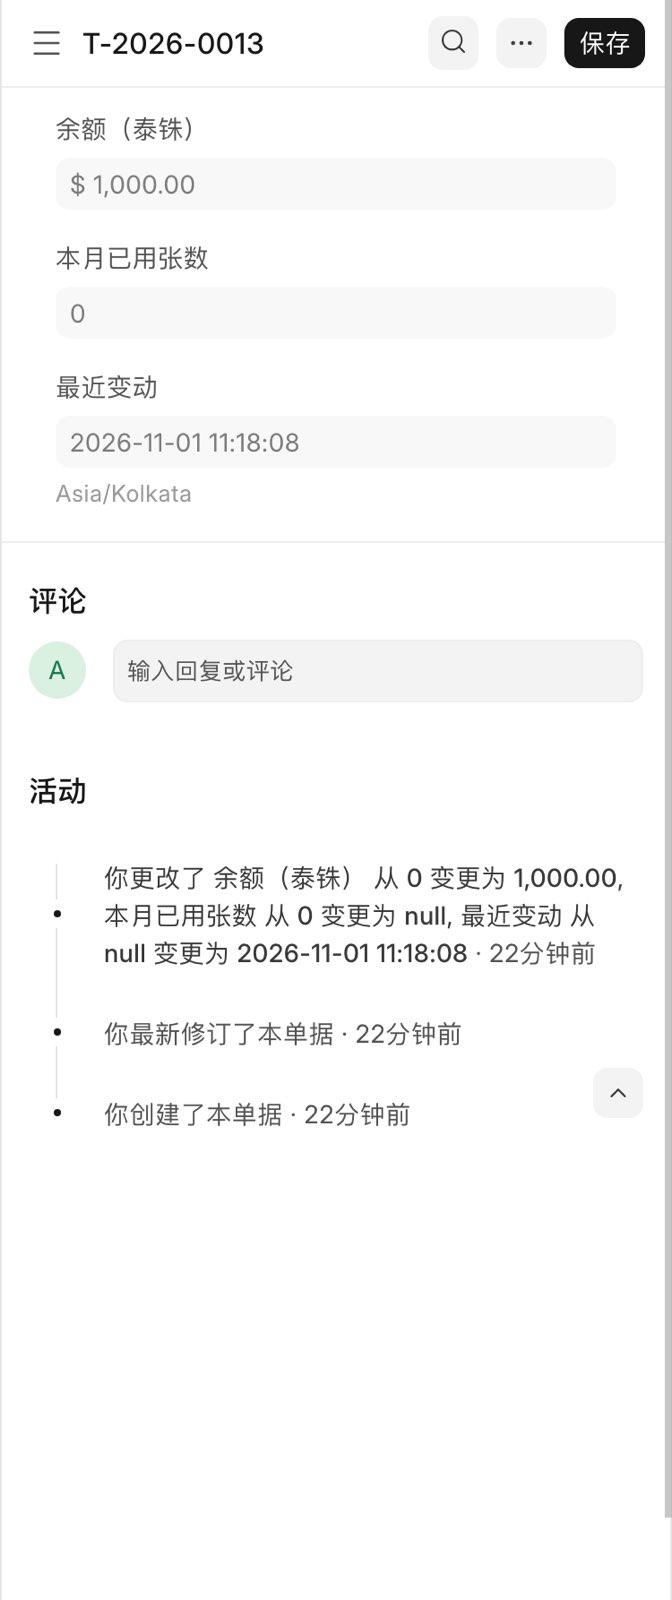 T-2026-0013
保存
余额（泰铢）
$ 1,000.00
本月已用张数
0
最近变动
2026-11-01 11:18:08
Asia/Kolkata
评论
A
输入回复或评论
活动
你更改了 余额（泰铢） 从 0 变更为 1,000.00,
本月已用张数 从 0 变更为 null, 最近变动 从
null 变更为 2026-11-01 11:18:08 · 22分钟前
你最新修订了本单据 · 22分钟前
你创建了本单据 · 22分钟前